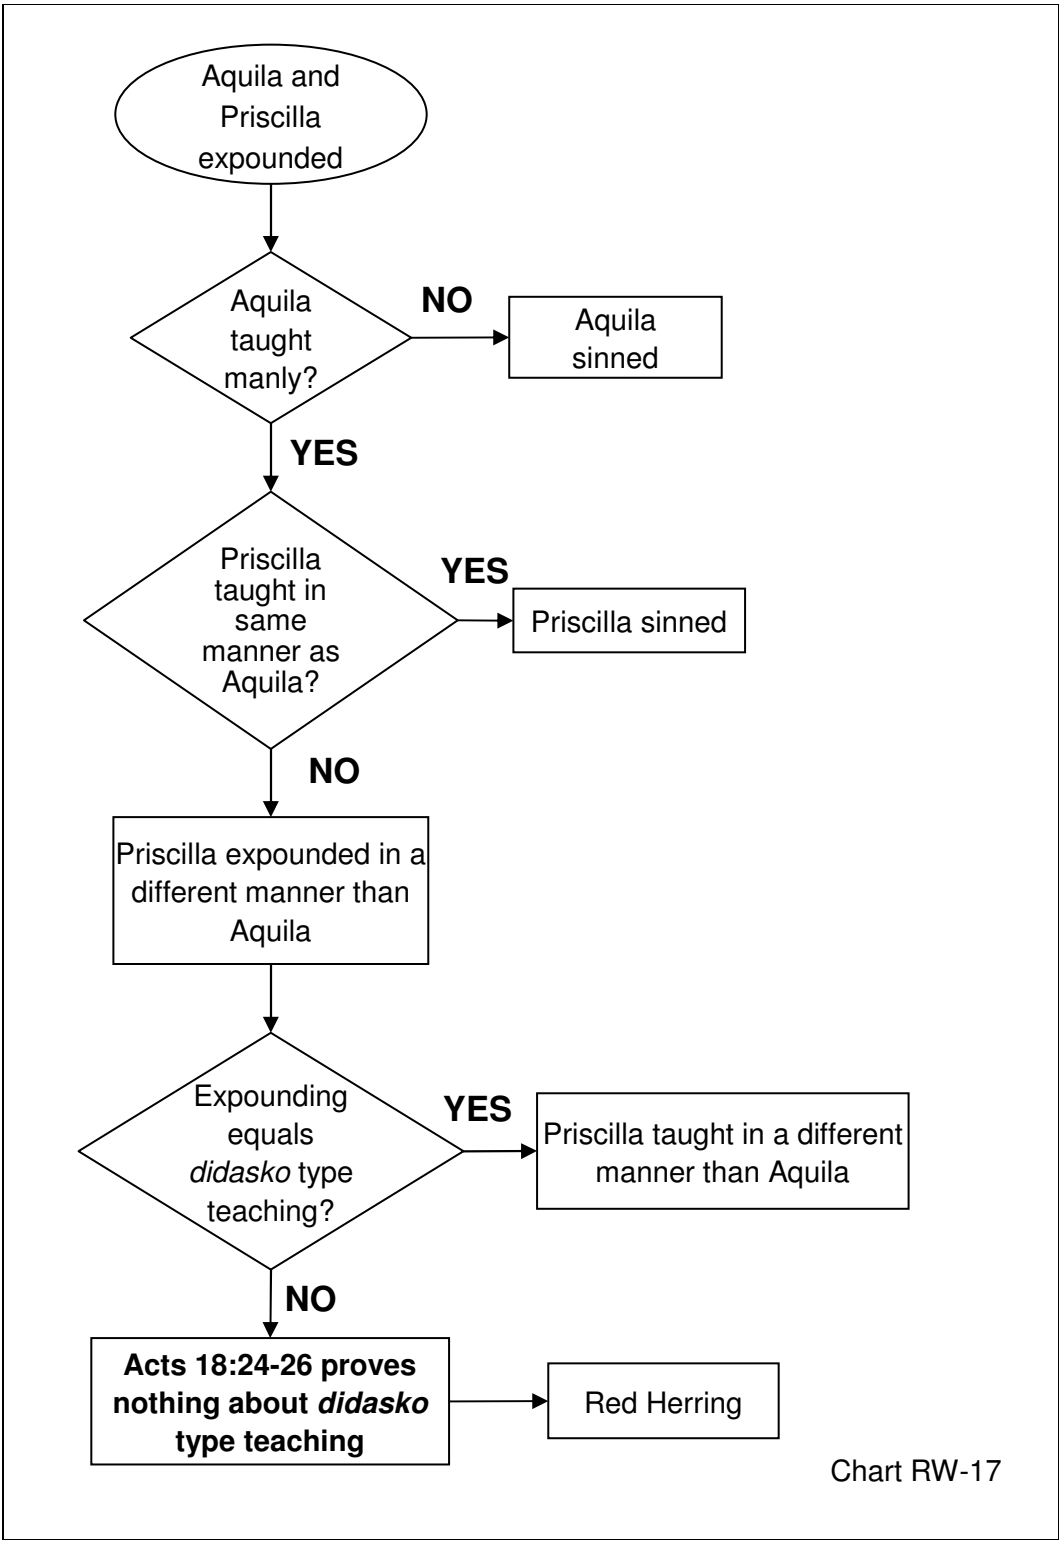 Aquila and
Priscilla
expounded
Aquila
taught
manly?
NO
Aquila
sinned
YES
Priscilla
taught in
same
manner as
Aquila?
YES
Priscilla sinned
NO
Priscilla expounded in a
different manner than
Aquila
Expounding
equals
didasko type
teaching?
YES
Priscilla taught in a different
manner than Aquila
NO
Acts 18:24-26 proves
nothing about didasko
type teaching
Red Herring
Chart RW-17